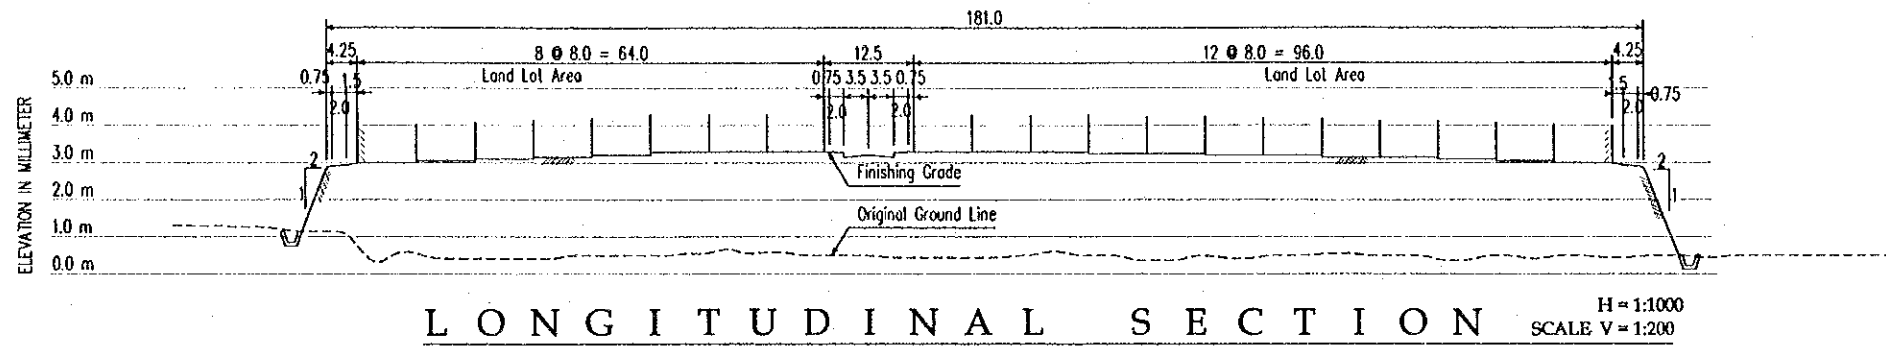 181.0
4.25 8 @ 8.0 = 64.0 12.5 12 @ 8.0 = 96.0 4.25
5.0 m 0.75 1.5 Land Lot Area 0.75 3.5 3.5 0.75 Land Lot Area 1.5 0.75
2.0 2.0 2.0 2.0
4.0 m
3.0 m 2 2
Finishing Grade
2.0 m 1 1
Original Ground Line
1.0 m
0.0 m
ELEVATION IN MILLIMETER
LONGITUDINAL SECTION
H = 1:1000
SCALE V = 1:200